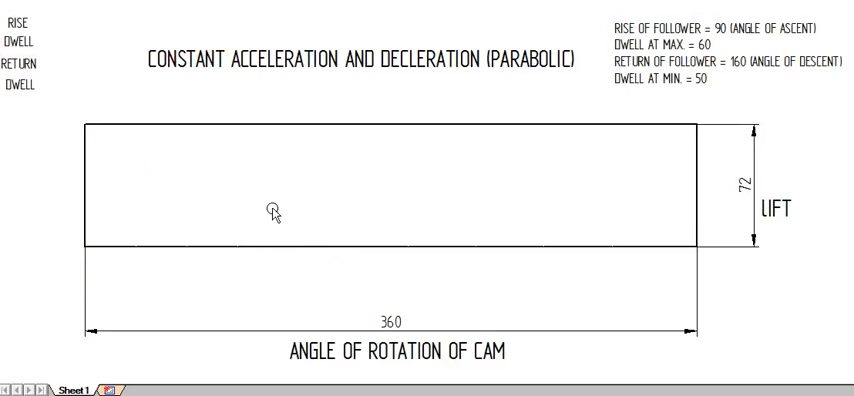 RISE
DWELL
RETURN
DWELL
CONSTANT ACCELERATION AND DECLERATION (PARABOLIC)
RISE OF FOLLOWER = 90 (ANGLE OF ASCENT)
DWELL AT MAX. = 60
RETURN OF FOLLOWER = 160 (ANGLE OF DESCENT)
DWELL AT MIN. = 50
72
LIFT
360
ANGLE OF ROTATION OF CAM
Sheet1